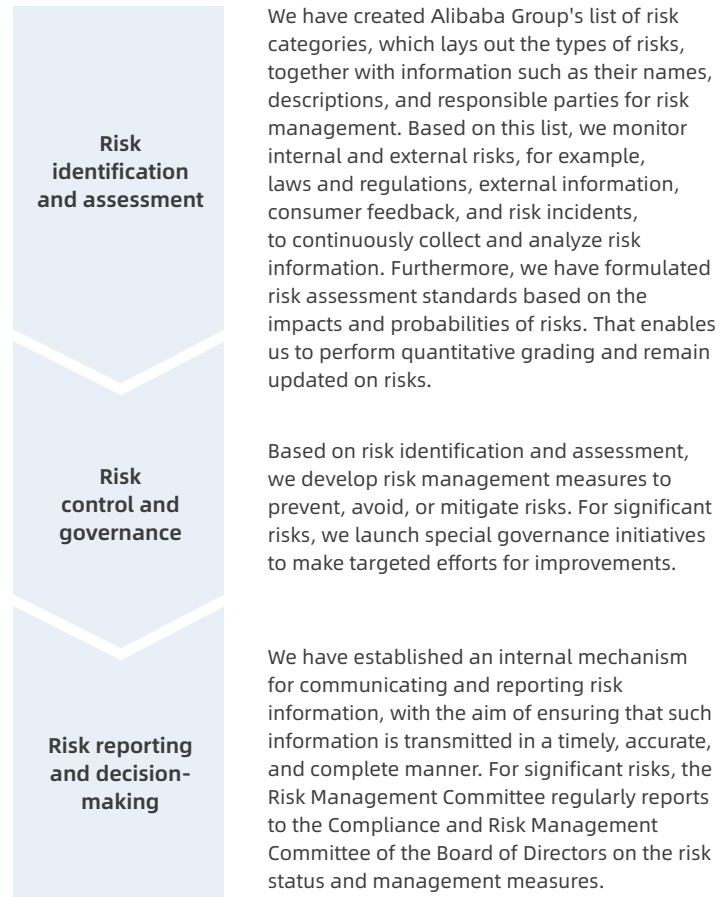 Risk
identification
and assessment
We have created Alibaba Group's list of risk
categories, which lays out the types of risks,
together with information such as their names,
descriptions, and responsible parties for risk
management. Based on this list, we monitor
internal and external risks, for example,
laws and regulations, external information,
consumer feedback, and risk incidents,
to continuously collect and analyze risk
information. Furthermore, we have formulated
risk assessment standards based on the
impacts and probabilities of risks. That enables
us to perform quantitative grading and remain
updated on risks.
Risk
control and
governance
Based on risk identification and assessment,
we develop risk management measures to
prevent, avoid, or mitigate risks. For significant
risks, we launch special governance initiatives
to make targeted efforts for improvements.
Risk reporting
and decision-
making
We have established an internal mechanism
for communicating and reporting risk
information, with the aim of ensuring that such
information is transmitted in a timely, accurate,
and complete manner. For significant risks, the
Risk Management Committee regularly reports
to the Compliance and Risk Management
Committee of the Board of Directors on the risk
status and management measures.